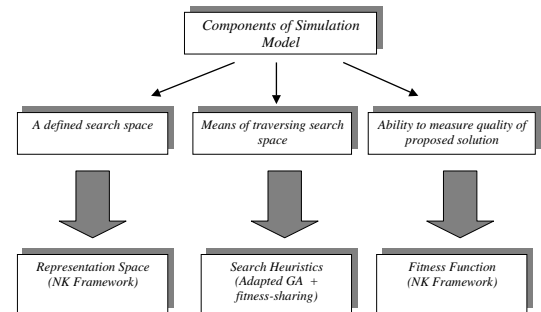 Components of Simulation
Model
A defined search space
Means of traversing search
space
Ability to measure quality of
proposed solution
Representation Space
(NK Framework)
Search Heuristics
(Adapted GA +
fitness-sharing)
Fitness Function
(NK Framework)